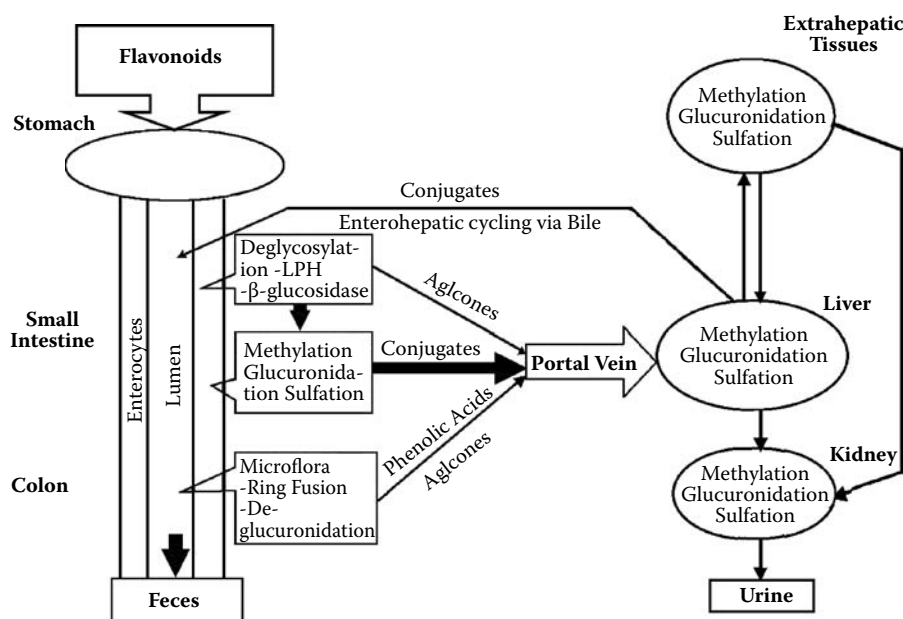 Flavonoids
Stomach
Extrahepatic
Tissues
Methylation
Glucuronidation
Sulfation
Conjugates
Enterohepatic cycling via Bile
Deglycosylat-
ion -LPH
-β-glucosidase
Aglcones
Small
Intestine
Enterocytes
Lumen
Methylation
Glucuronida-
tion Sulfation
Conjugates
Portal Vein
Liver
Methylation
Glucuronidation
Sulfation
Phenolic Acids
Aglcones
Colon
Microflora
-Ring Fusion
-De-
glucuronidation
Kidney
Methylation
Glucuronidation
Sulfation
Feces
Urine